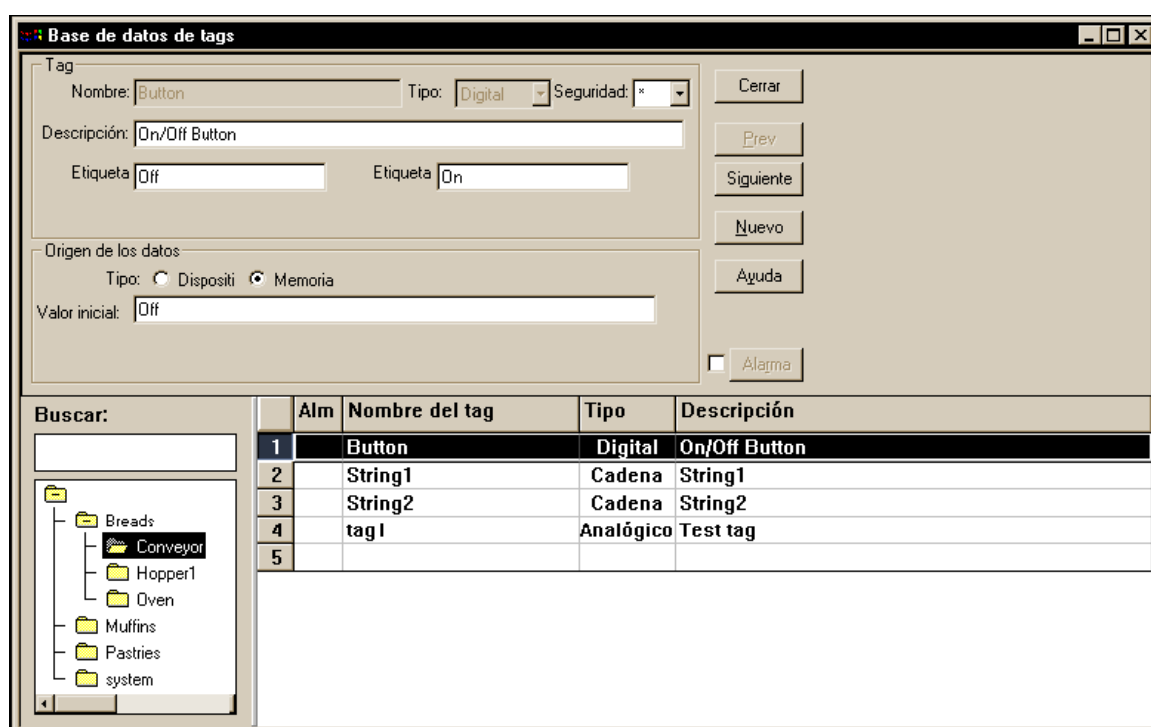 Base de datos de tags
Tag
Nombre: Button Tipo: Digital Seguridad: *
Descripción: On/Off Button
Etiqueta Off Etiqueta On
Origen de los datos
Tipo: Dispositi Memoria
Valor inicial: Off
Cerrar
Prev
Siguiente
Nuevo
Ayuda
Alarma
Buscar:
Breads
Conveyor
Hopper1
Oven
Muffins
Pastries
system
Alm Nombre del tag Tipo Descripción
1 Button Digital On/Off Button
2 String1 Cadena String1
3 String2 Cadena String2
4 tag1 Analógico Test tag
5